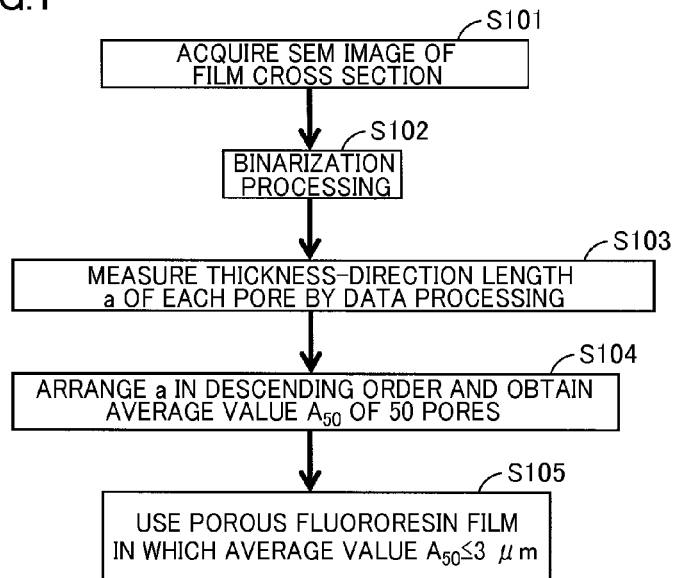 S101
ACQUIRE SEM IMAGE OF
FILM CROSS SECTION
S102
BINARIZATION
PROCESSING
S103
MEASURE THICKNESS-DIRECTION LENGTH
a OF EACH PORE BY DATA PROCESSING
S104
ARRANGE a IN DESCENDING ORDER AND OBTAIN
AVERAGE VALUE A50 OF 50 PORES
S105
USE POROUS FLUORORESIN FILM
IN WHICH AVERAGE VALUE A50≤3 μm